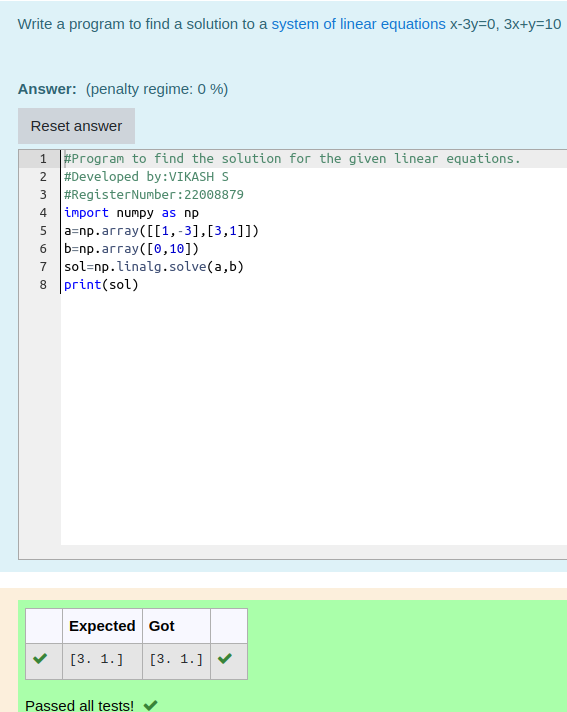 Write a program to find a solution to a system of linear equations x-3y=0, 3x+y=10
Answer: (penalty regime: 0 %)
Reset answer
1 #Program to find the solution for the given linear equations.
2 #Developed by:VIKASH S
3 #RegisterNumber:22008879
4 import numpy as np
5 a=np.array([[1,-3],[3,1]])
6 b=np.array([0,10])
7 sol=np.linalg.solve(a,b)
8 print(sol)
Expected Got
[3. 1.] [3. 1.]
Passed all tests!